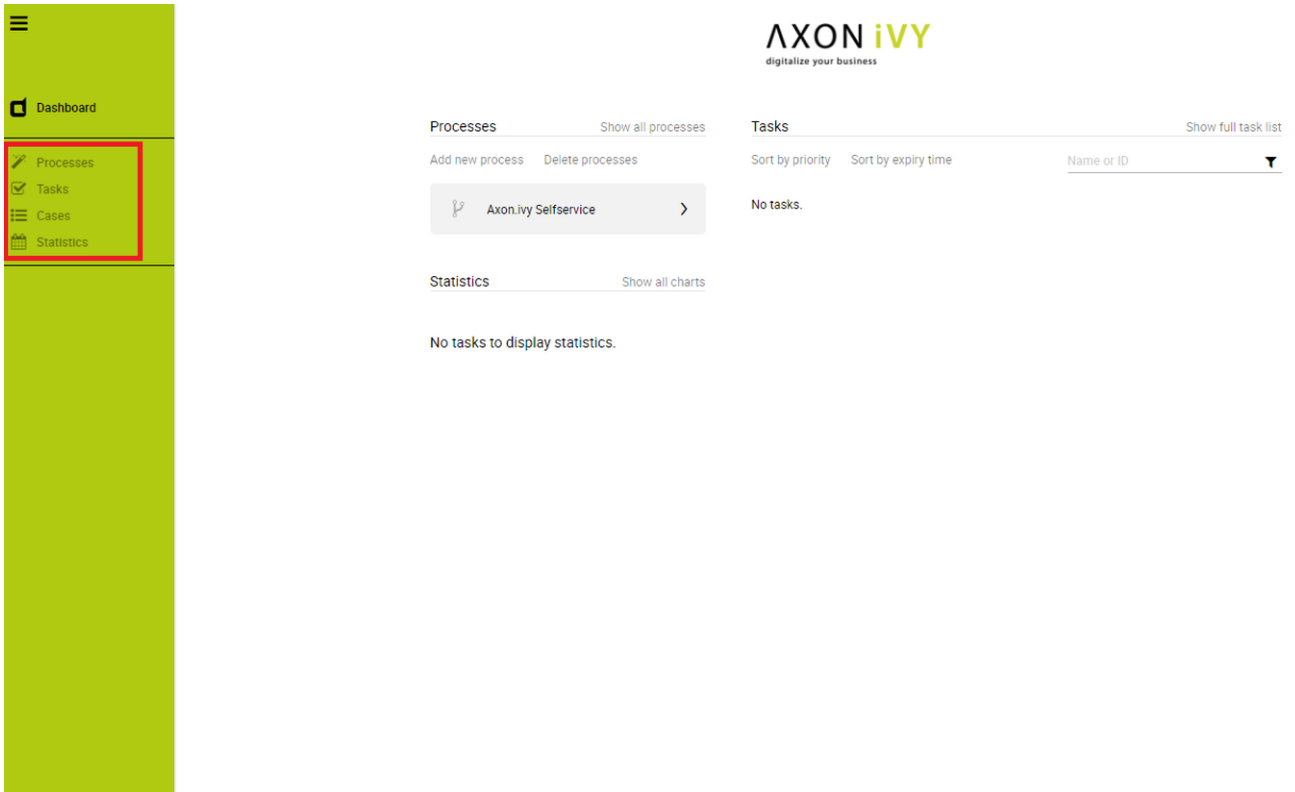 AXON iVY
digitalize your business
Dashboard
Processes
Tasks
Cases
Statistics
Processes Show all processes
Add new process Delete processes
Axon.ivy Selfservice
Statistics Show all charts
No tasks to display statistics.
Tasks Show full task list
Sort by priority Sort by expiry time Name or ID
No tasks.